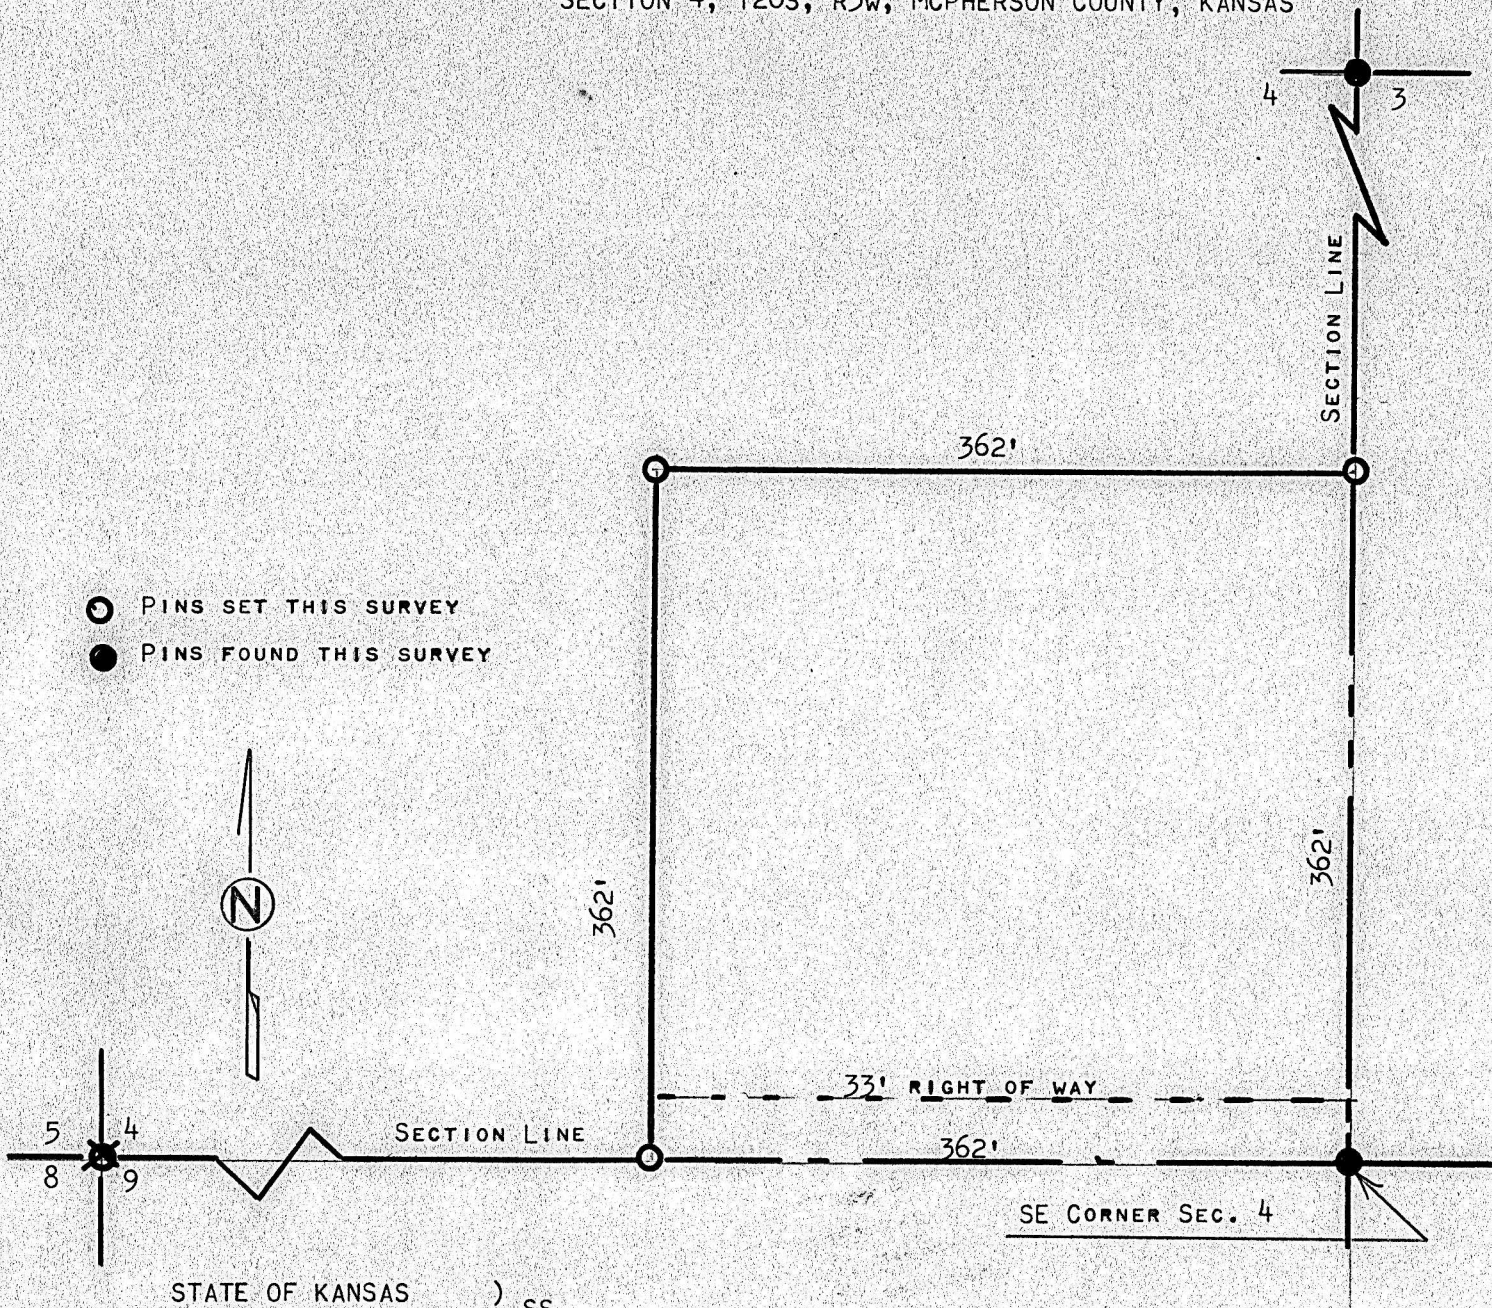 SECTION 4, T20S, R3W, MCPHERSON COUNTY, KANSAS
4 3
SECTION LINE
362'
PINS SET THIS SURVEY
PINS FOUND THIS SURVEY
N
362'
362'
33' RIGHT OF WAY
5 4
SECTION LINE
362'
8 9
SE CORNER SEC. 4
STATE OF KANSAS )
SS